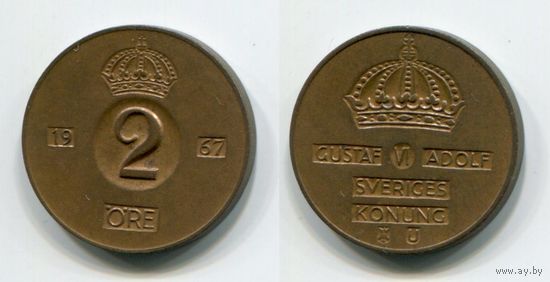 19 2 67
ÖRE
GUSTAF VI ADOLF
SVERIGES
KONUNG
U
www.ay.by